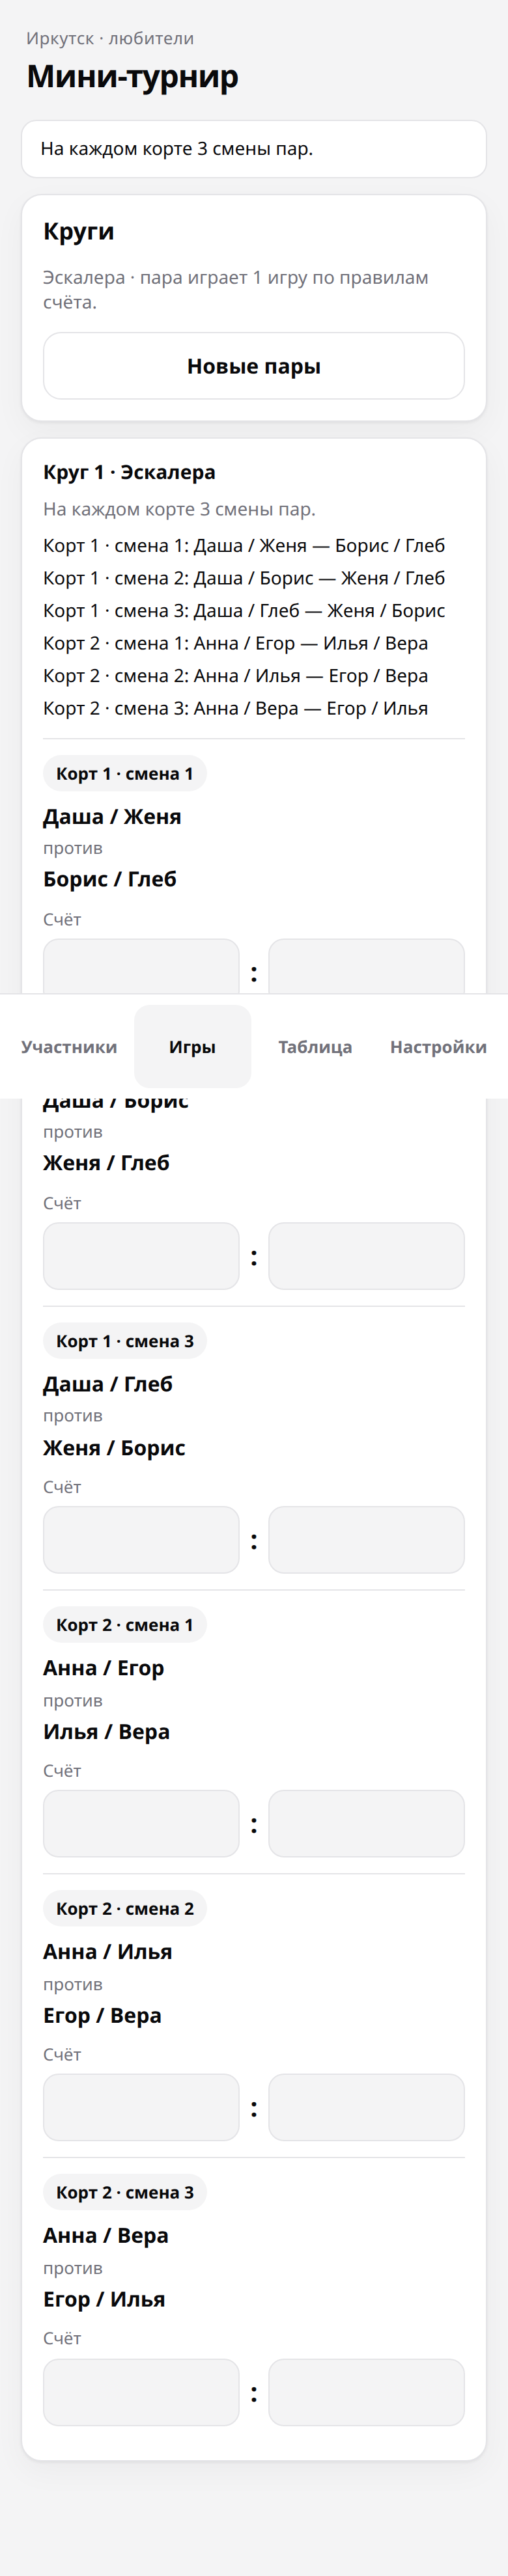 Иркутск · любители
Мини-турнир
На каждом корте 3 смены пар.
Круги
Эскалера · пара играет 1 игру по правилам
счёта.
Новые пары
Круг 1 · Эскалера
На каждом корте 3 смены пар.
Корт 1 · смена 1: Даша / Женя — Борис / Глеб
Корт 1 · смена 2: Даша / Борис — Женя / Глеб
Корт 1 · смена 3: Даша / Глеб — Женя / Борис
Корт 2 · смена 1: Анна / Егор — Илья / Вера
Корт 2 · смена 2: Анна / Илья — Егор / Вера
Корт 2 · смена 3: Анна / Вера — Егор / Илья
Корт 1 · смена 1
Даша / Женя
против
Борис / Глеб
Счёт
:
Участники Игры Таблица Настройки
Даша / Борис
против
Женя / Глеб
Счёт
:
Корт 1 · смена 3
Даша / Глеб
против
Женя / Борис
Счёт
:
Корт 2 · смена 1
Анна / Егор
против
Илья / Вера
Счёт
:
Корт 2 · смена 2
Анна / Илья
против
Егор / Вера
Счёт
:
Корт 2 · смена 3
Анна / Вера
против
Егор / Илья
Счёт
: